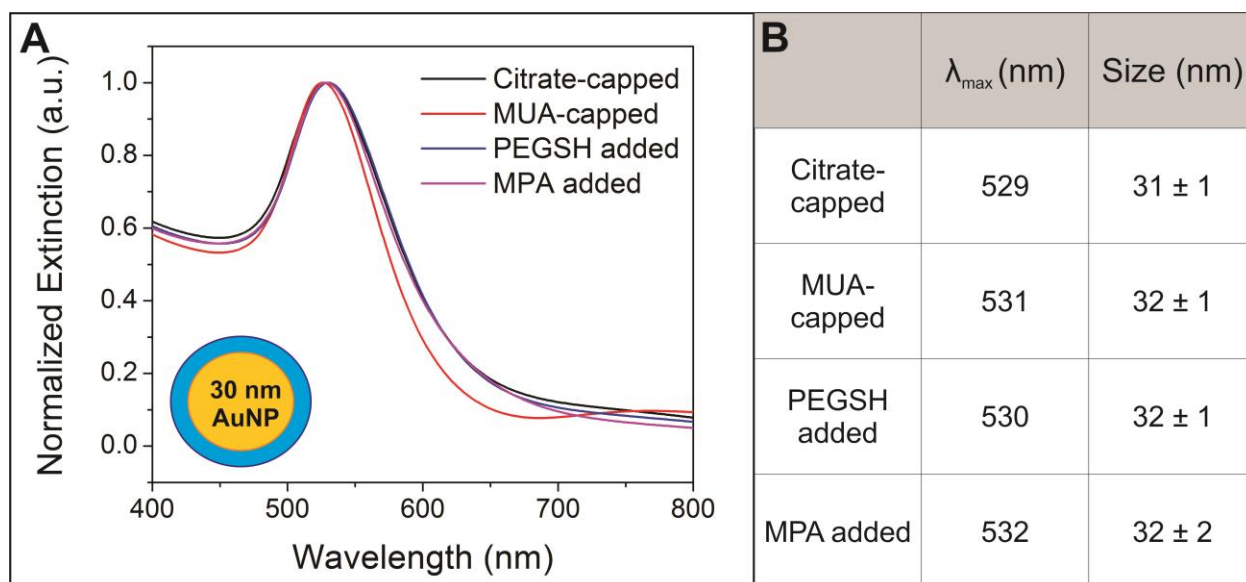 A
Normalized Extinction (a.u.)
1.0
0.8
0.6
0.4
0.2
0.0
Citrate-capped
MUA-capped
PEGSH added
MPA added
30 nm
AuNP
400
500
600
700
800
Wavelength (nm)
B
λmax (nm) Size (nm)
Citrate-
capped
529 31 ± 1
MUA-
capped
531 32 ± 1
PEGSH
added
530 32 ± 1
MPA added 532 32 ± 2